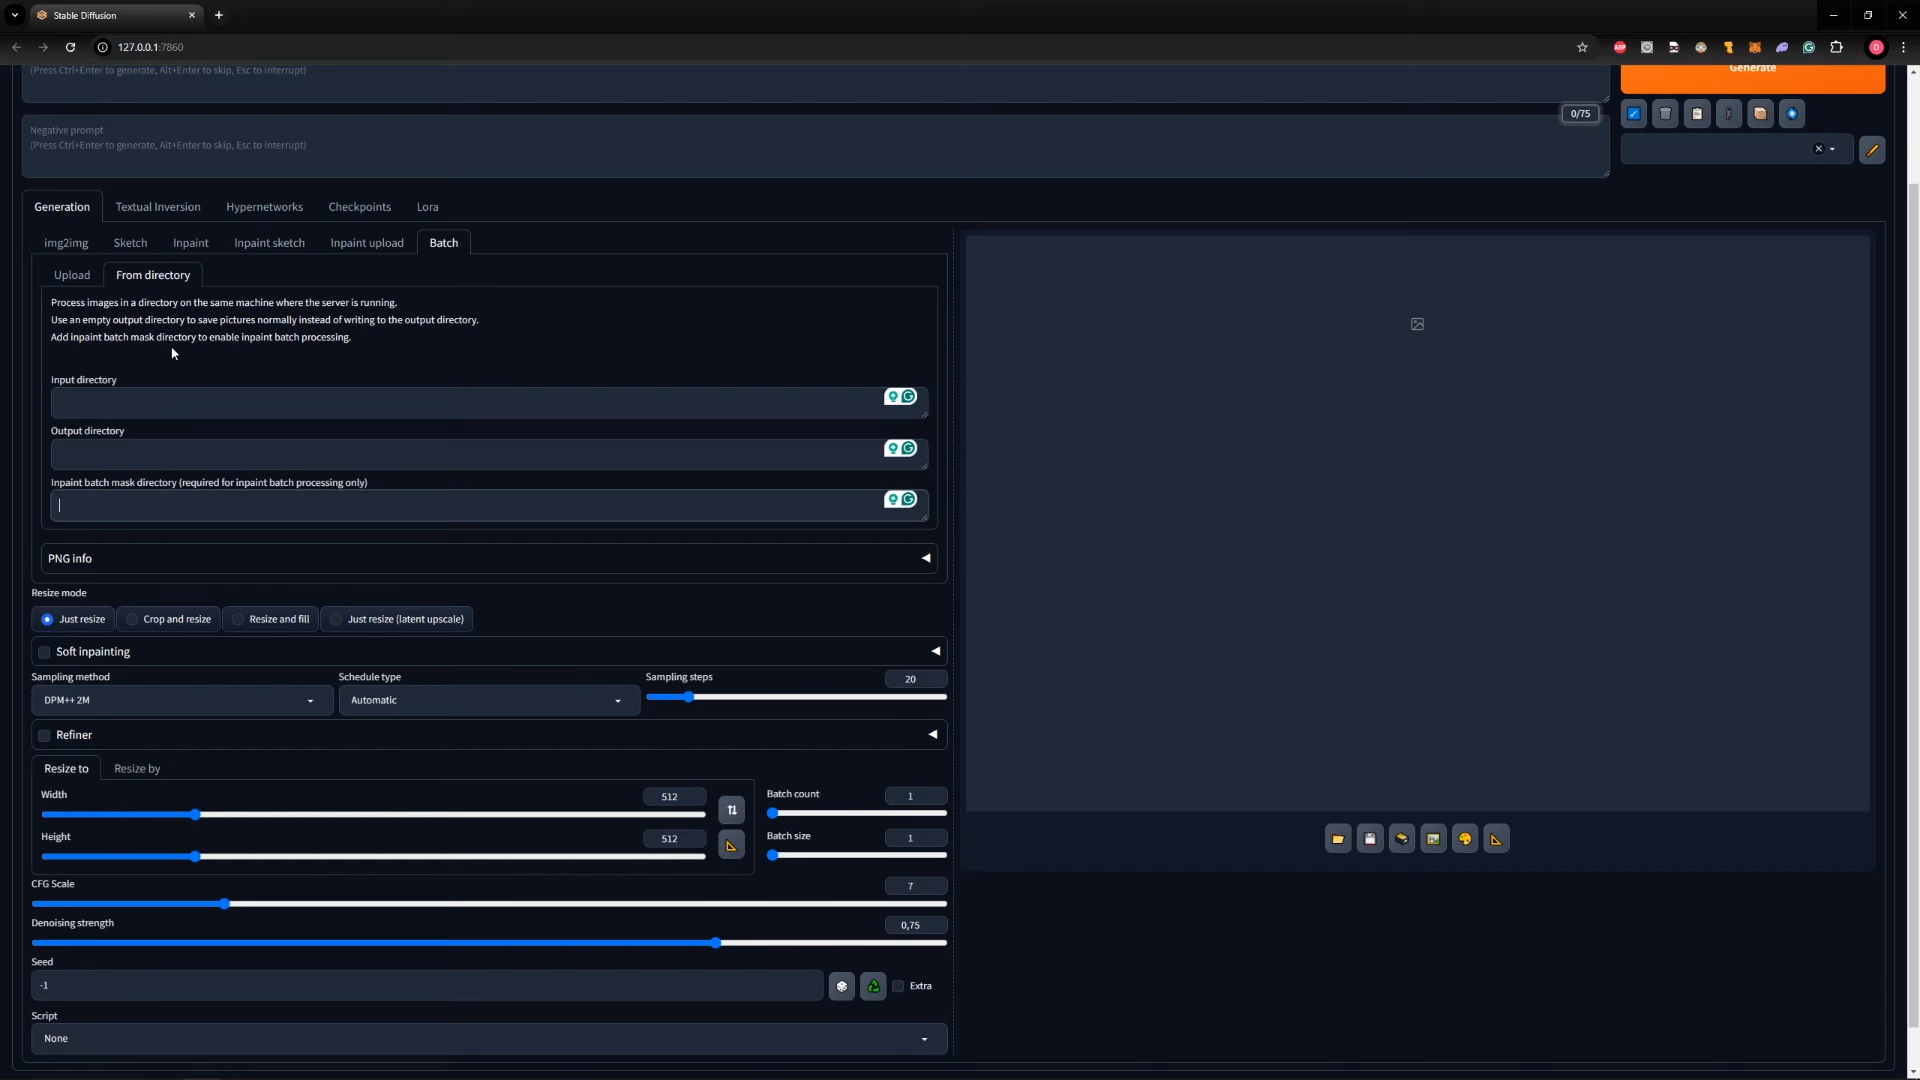 Stable Diffusion
127.0.0.1:7860
(Press Ctrl+Enter to generate, Alt+Enter to skip, Esc to interrupt)
Generate
0/75
Negative prompt
(Press Ctrl+Enter to generate, Alt+Enter to skip, Esc to interrupt)
Generation Textual Inversion Hypernetworks Checkpoints Lora
img2img Sketch Inpaint Inpaint sketch Inpaint upload Batch
Upload From directory
Process images in a directory on the same machine where the server is running.
Use an empty output directory to save pictures normally instead of writing to the output directory.
Add inpaint batch mask directory to enable inpaint batch processing.
Input directory
Output directory
Inpaint batch mask directory (required for inpaint batch processing only)
PNG info
Resize mode
Just resize Crop and resize Resize and fill Just resize (latent upscale)
Soft inpainting
Sampling method Schedule type Sampling steps 20
DPM++ 2M Automatic
Refiner
Resize to Resize by
Width 512 Batch count 1
Height 512 Batch size 1
CFG Scale 7
Denoising strength 0,75
Seed
-1 Extra
Script
None
ABP
D